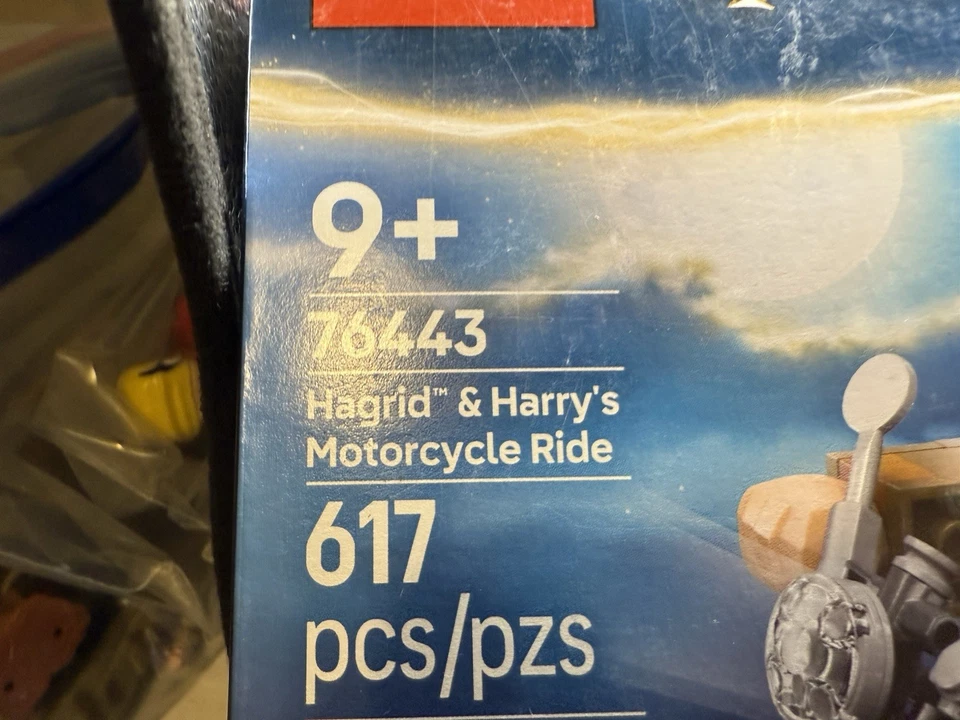 9+
76443
Hagrid™ & Harry's
Motorcycle Ride
617
pcs/pzs